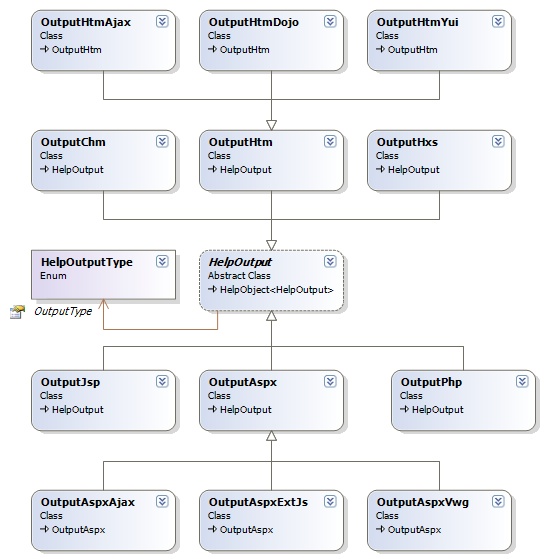 OutputHtmAjax OutputHtmDojo OutputHtmYui
Class Class Class
OutputHtm OutputHtm OutputHtm
OutputChm OutputHtm OutputHxs
Class Class Class
HelpOutput HelpOutput HelpOutput
HelpOutputType HelpOutput
Enum Abstract Class
HelpObject<HelpOutput>
OutputType
OutputJsp OutputAspx OutputPhp
Class Class Class
HelpOutput HelpOutput HelpOutput
OutputAspxAjax OutputAspxExtJs OutputAspxVwg
Class Class Class
OutputAspx OutputAspx OutputAspx